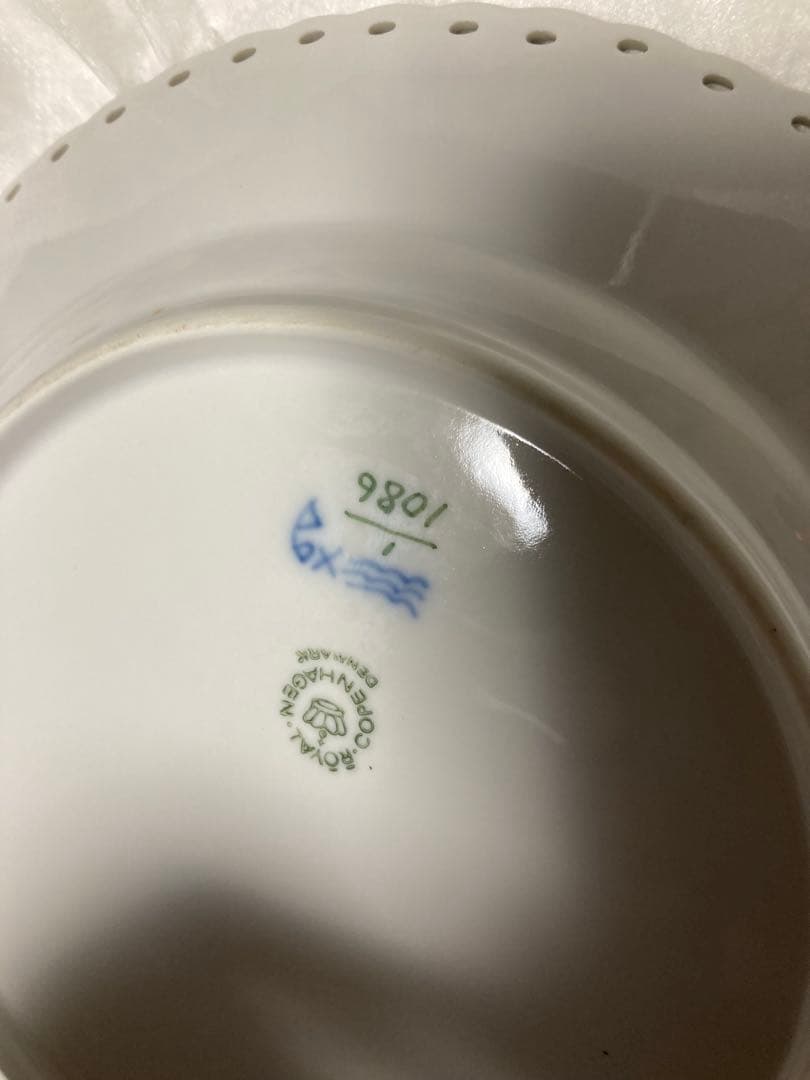 ROYAL COPENHAGEN
DENMARK
1
1086